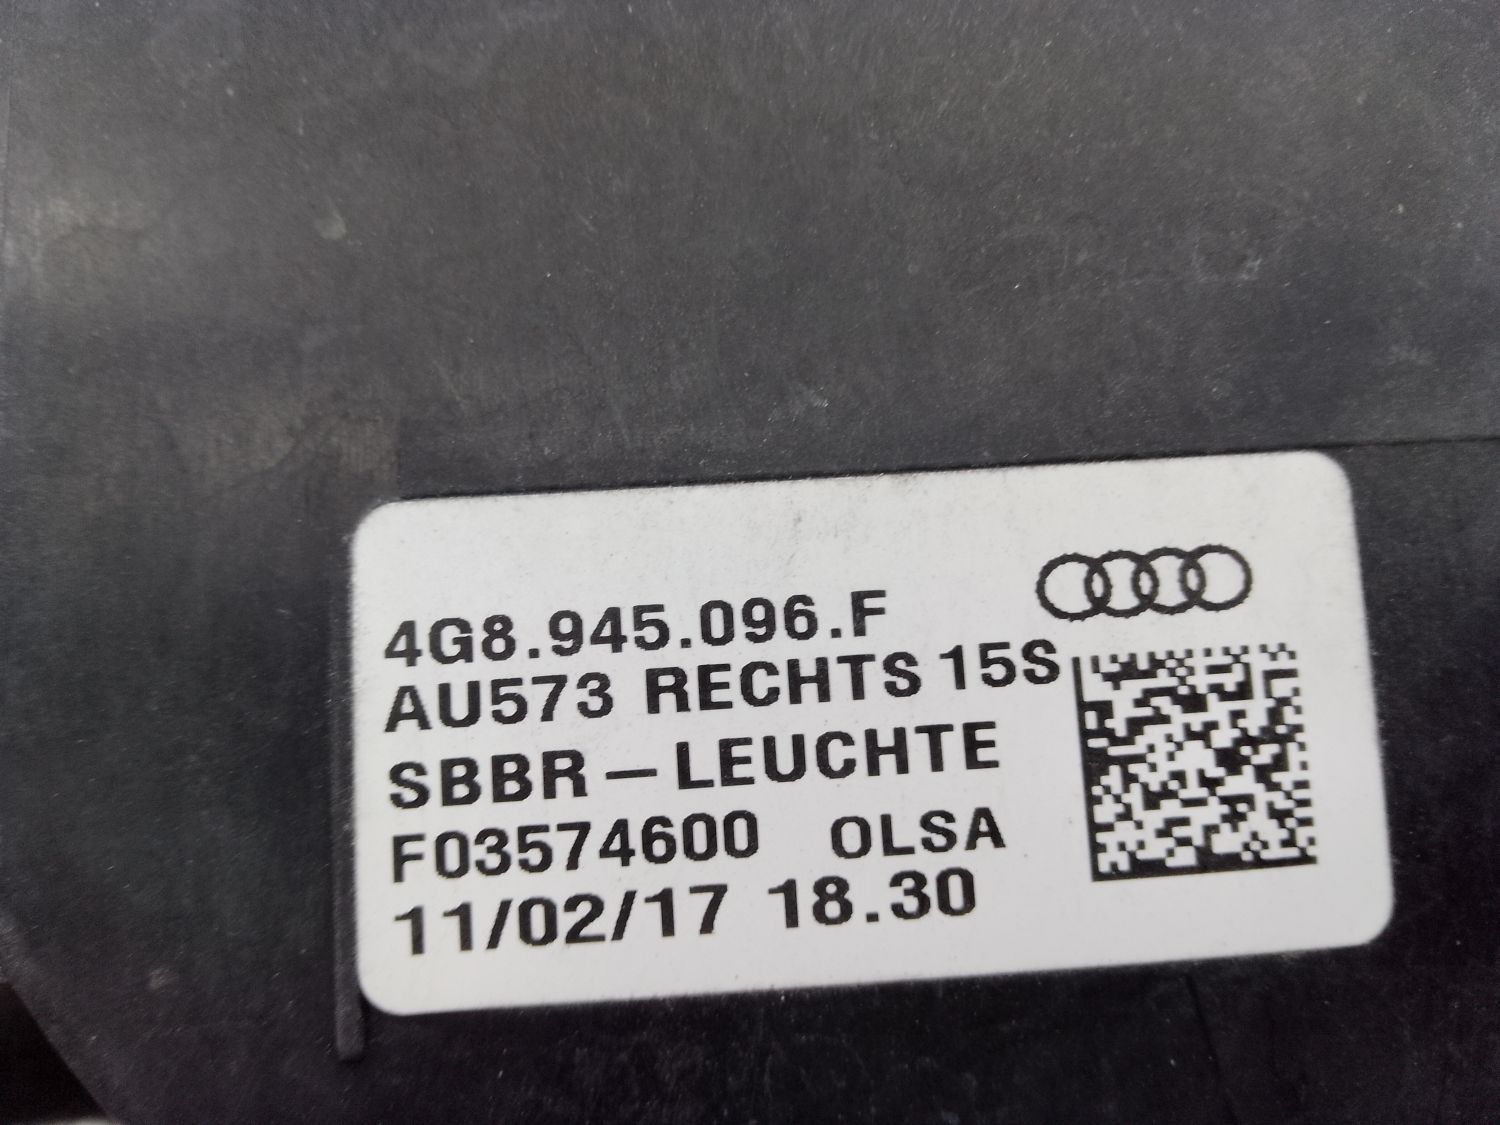 4G8.945.096.F
AU573 RECHTS 15S
SBBR – LEUCHTE
F03574600 OLSA
11/02/17 18.30